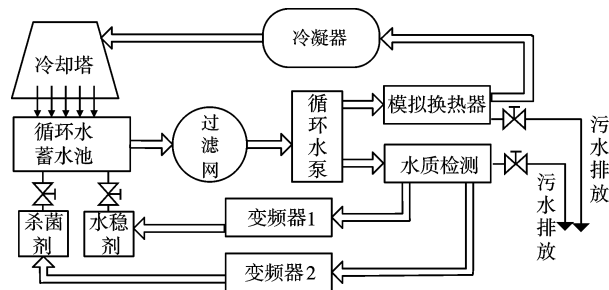 冷凝器
冷却塔
循环水
蓄水池
过滤网
循环水泵
模拟换热器
水质检测
污水排放
污水排放
杀菌
剂
水稳
剂
变频器1
变频器2